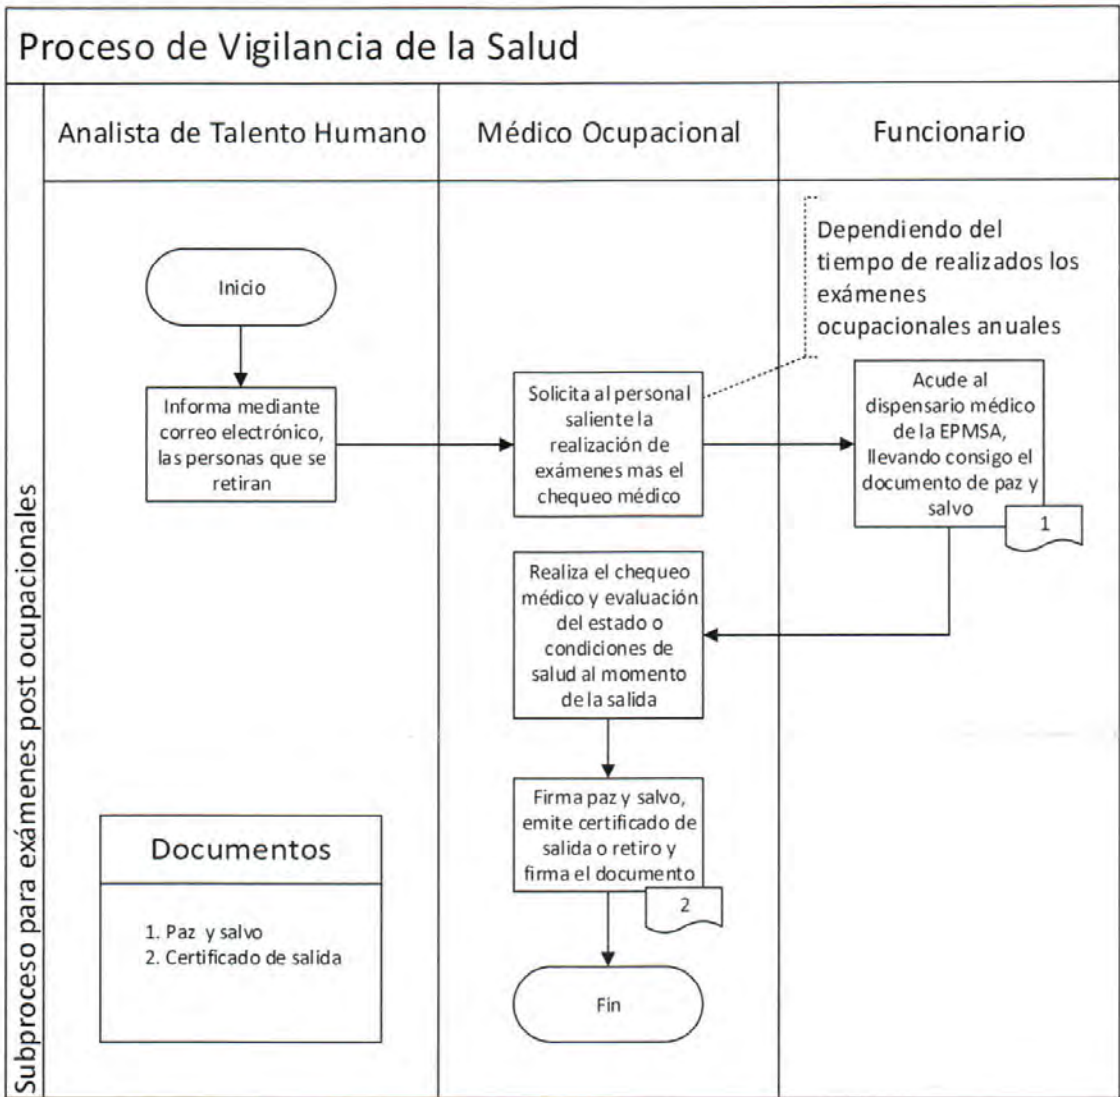 Proceso de Vigilancia de la Salud
Subproceso para exámenes post ocupacionales
Analista de Talento Humano
Médico Ocupacional
Funcionario
Dependiendo del
tiempo de realizados los
exámenes
ocupacionales anuales
Inicio
Informa mediante
correo electrónico,
las personas que se
retiran
Solicita al personal
saliente la
realización de
exámenes mas el
chequeo médico
Acude al
dispensario médico
de la EPMSA,
llevando consigo el
documento de paz y
salvo
1
Realiza el chequeo
médico y evaluación
del estado o
condiciones de
salud al momento
de la salida
Firma paz y salvo,
emite certificado de
salida o retiro y
firma el documento
2
Fin
Documentos
1. Paz y salvo
2. Certificado de salida